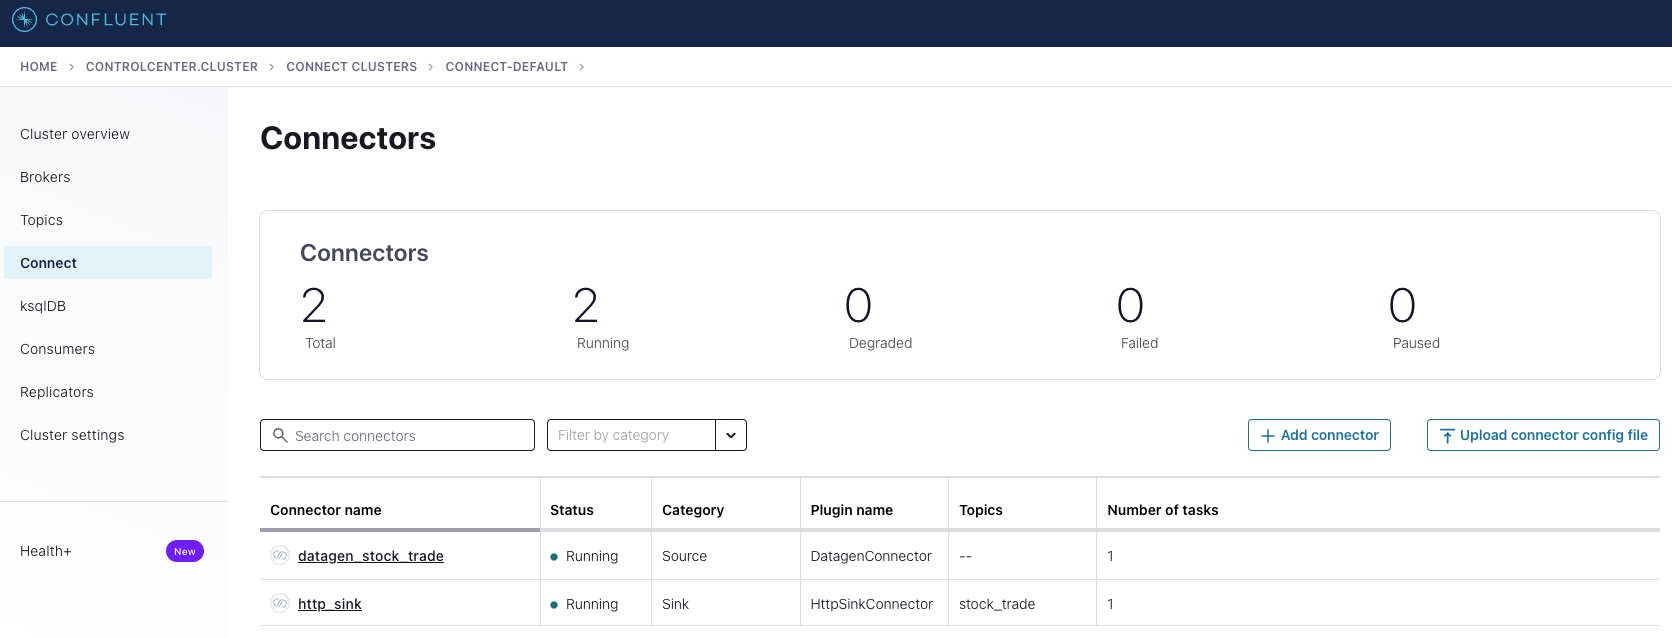 CONFLUENT
HOME > CONTROLCENTER.CLUSTER > CONNECT CLUSTERS > CONNECT-DEFAULT >
Cluster overview
Brokers
Topics
Connect
ksqlDB
Consumers
Replicators
Cluster settings
Health+ New
Connectors
Connectors
2 2 0 0 0
Total Running Degraded Failed Paused
Search connectors Filter by category Add connector Upload connector config file
Connector name Status Category Plugin name Topics Number of tasks
datagen_stock_trade Running Source DatagenConnector -- 1
http_sink Running Sink HttpSinkConnector stock_trade 1